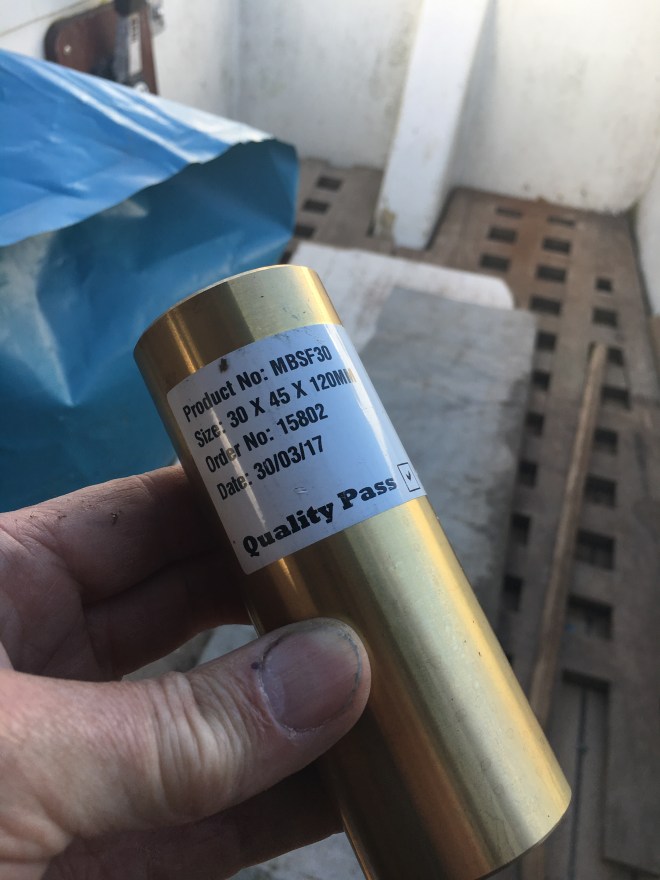 Product No: MBSF30
Size: 30 X 45 X 120MM
Order No: 15802
Date: 30/03/17
Quality Pass